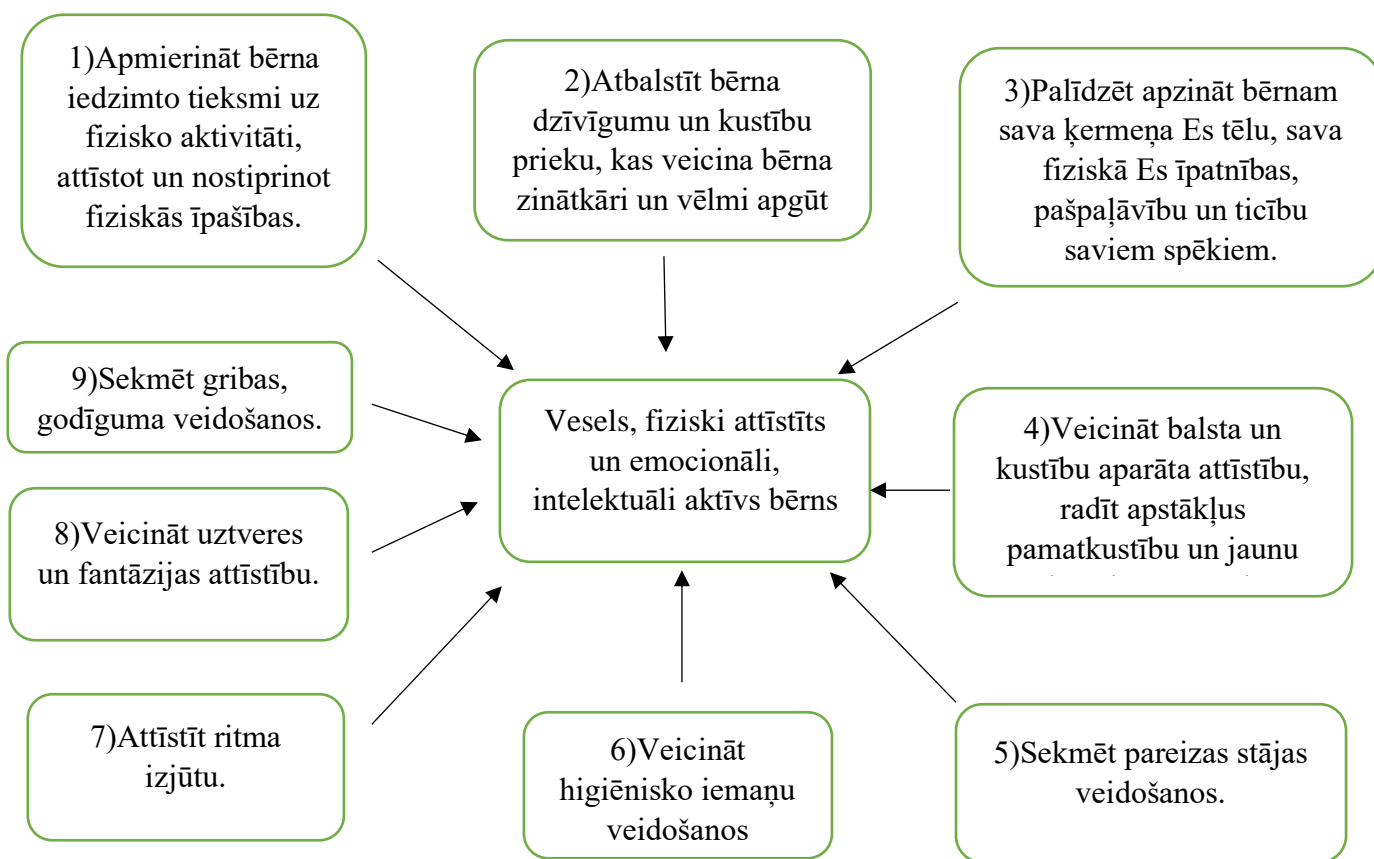 1)Apmierināt bērna
iedzimto tieksmi uz
fizisko aktivitāti,
attīstot un nostiprinot
fiziskās īpašības.
2)Atbalstīt bērna
dzīvīgumu un kustību
prieku, kas veicina bērna
zinātkāri un vēlmi apgūt
3)Palīdzēt apzināt bērnam
sava ķermeņa Es tēlu, sava
fiziskā Es īpatnības,
pašpaļāvību un ticību
saviem spēkiem.
9)Sekmēt gribas,
godīguma veidošanos.
Vesels, fiziski attīstīts
un emocionāli,
intelektuāli aktīvs bērns
4)Veicināt balsta un
kustību aparāta attīstību,
radīt apstākļus
pamatkustību un jaunu
8)Veicināt uztveres
un fantāzijas attīstību.
7)Attīstīt ritma
izjūtu.
6)Veicināt
higiēnisko iemaņu
veidošanos
5)Sekmēt pareizas stājas
veidošanos.